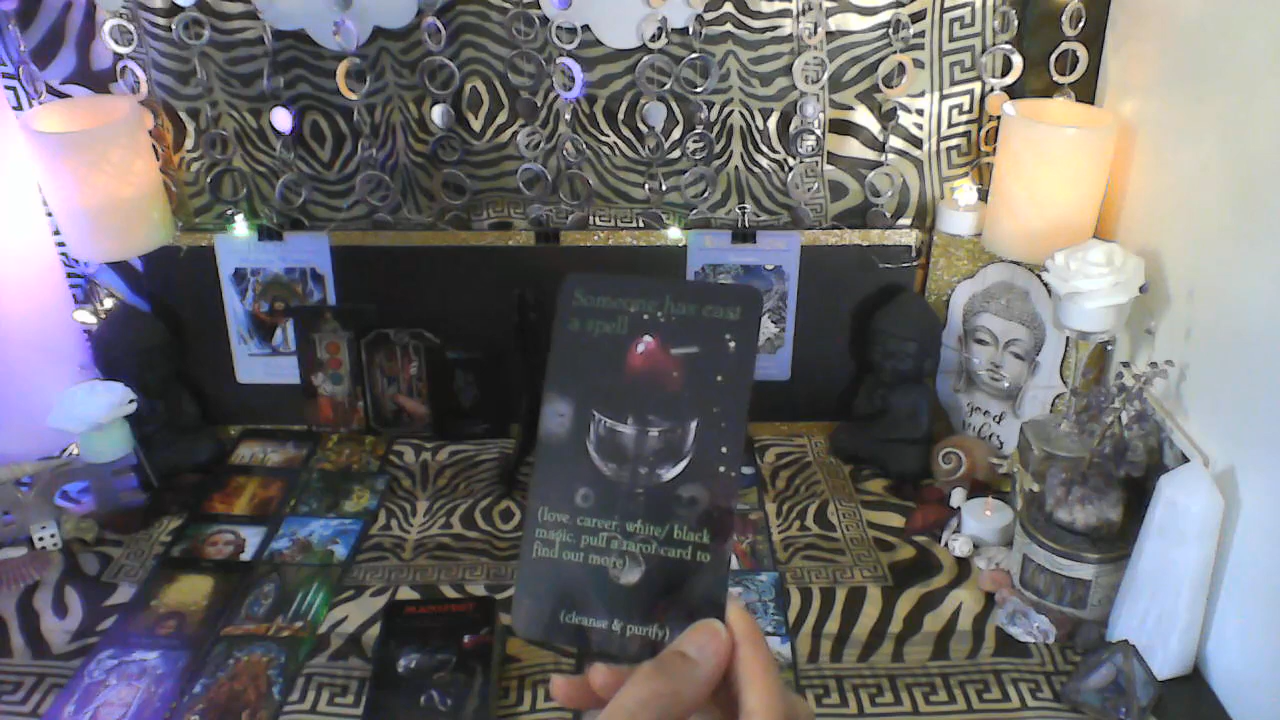 Someone has cast
a spell
(love, career, white/ black
magic, pull a tarot card to
find out more)
(cleanse & purify)
good
vibes